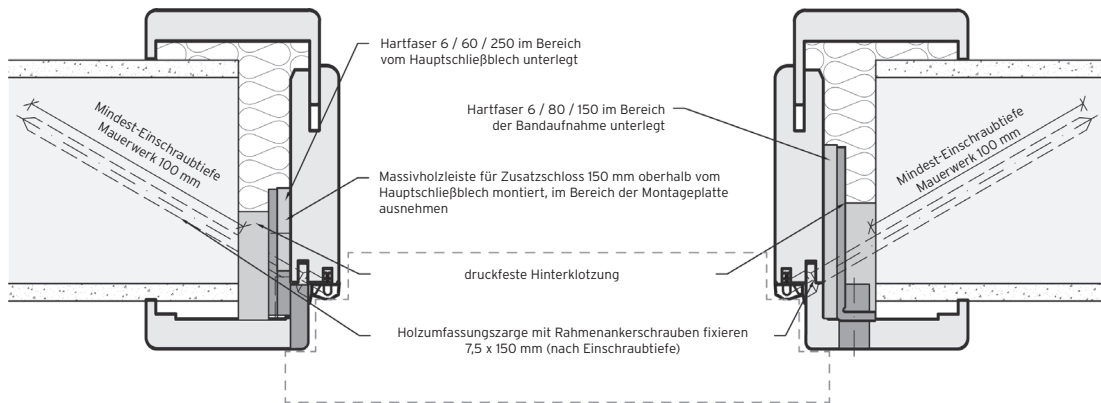 Hartfaser 6 / 60 / 250 im Bereich
vom Hauptschließblech unterlegt
Mindest-Einschraubtiefe
Mauerwerk 100 mm
Hartfaser 6 / 80 / 150 im Bereich
der Bandaufnahme unterlegt
Mindest-Einschraubtiefe
Mauerwerk 100 mm
Massivholzleiste für Zusatzschloss 150 mm oberhalb vom
Hauptschließblech montiert, im Bereich der Montageplatte
ausnehmen
druckfeste Hinterklotzung
Holzumfassungszarge mit Rahmenankerschrauben fixieren
7,5 x 150 mm (nach Einschraubtiefe)